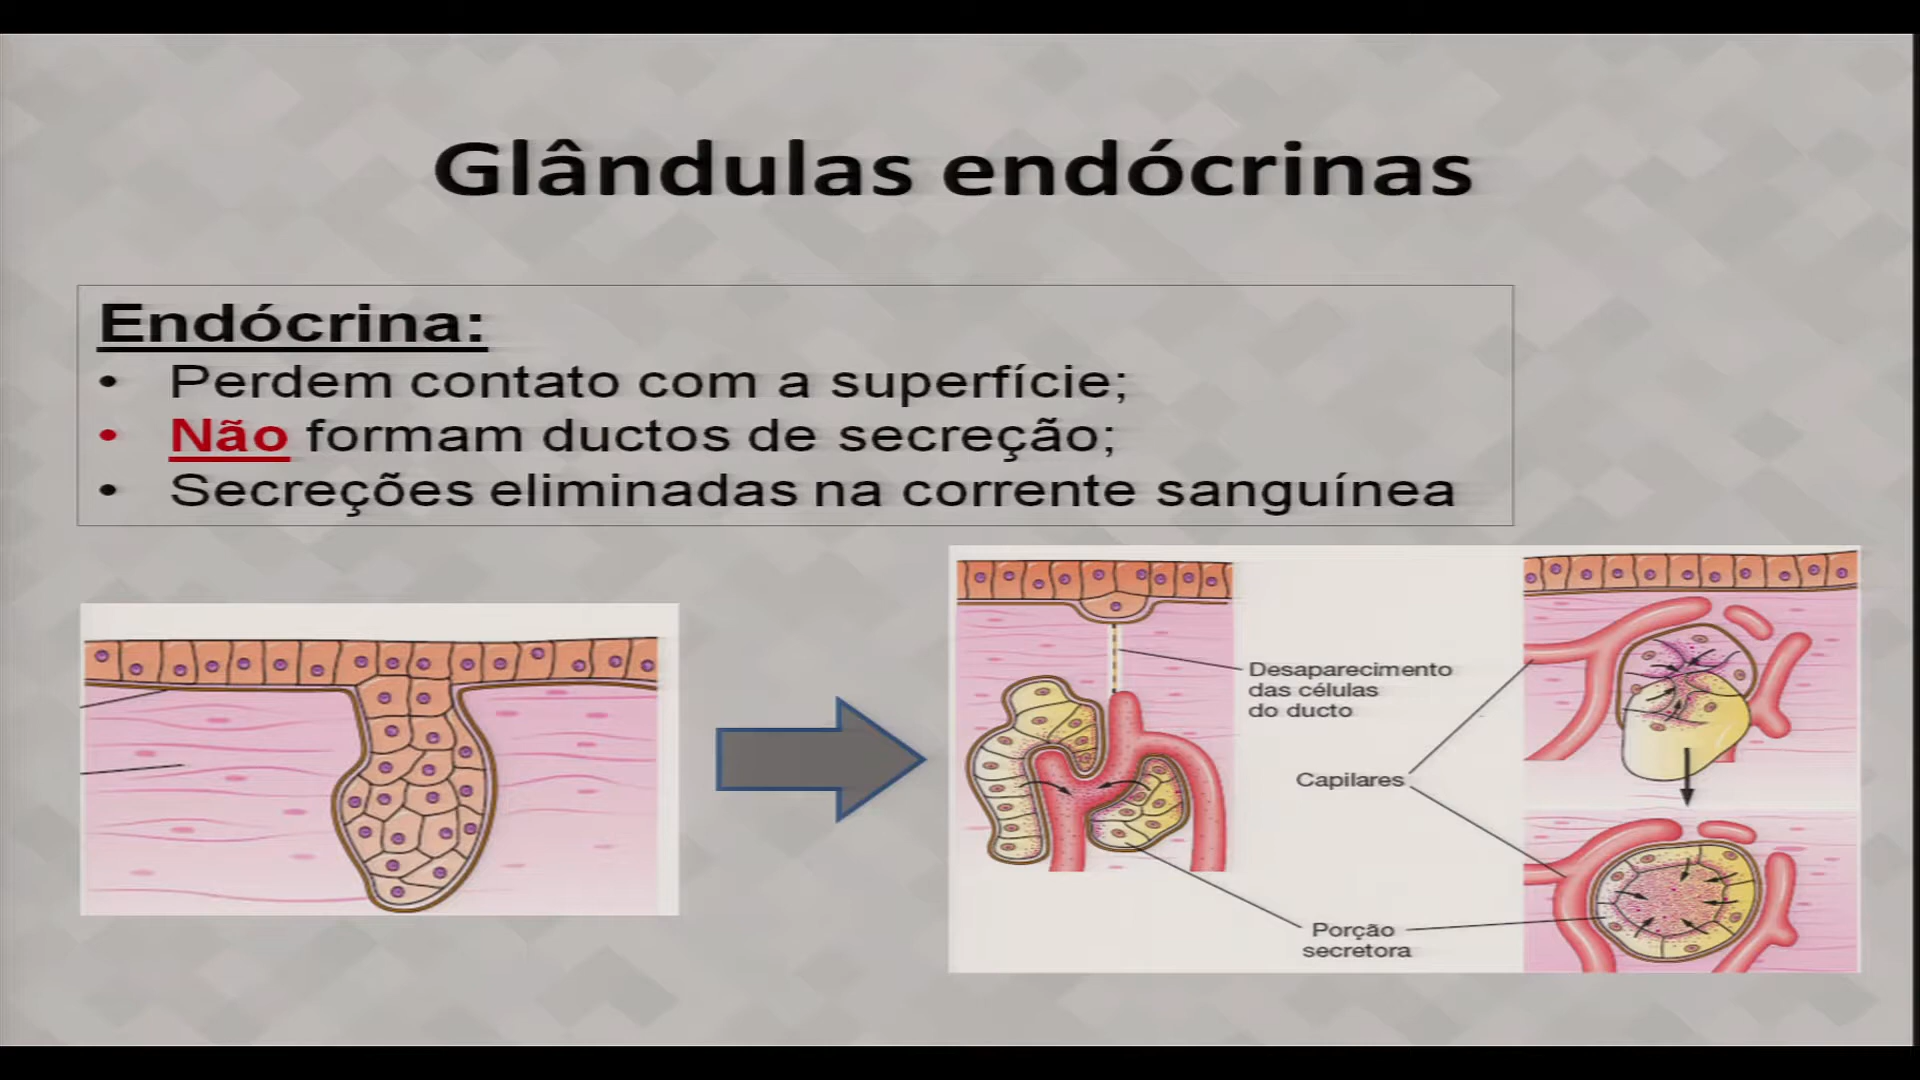 Glândulas endócrinas
Endócrina:
• Perdem contato com a superfície;
• Não formam ductos de secreção;
• Secreções eliminadas na corrente sanguínea
Desaparecimento
das células
do ducto
Capilares
Porção
secretora